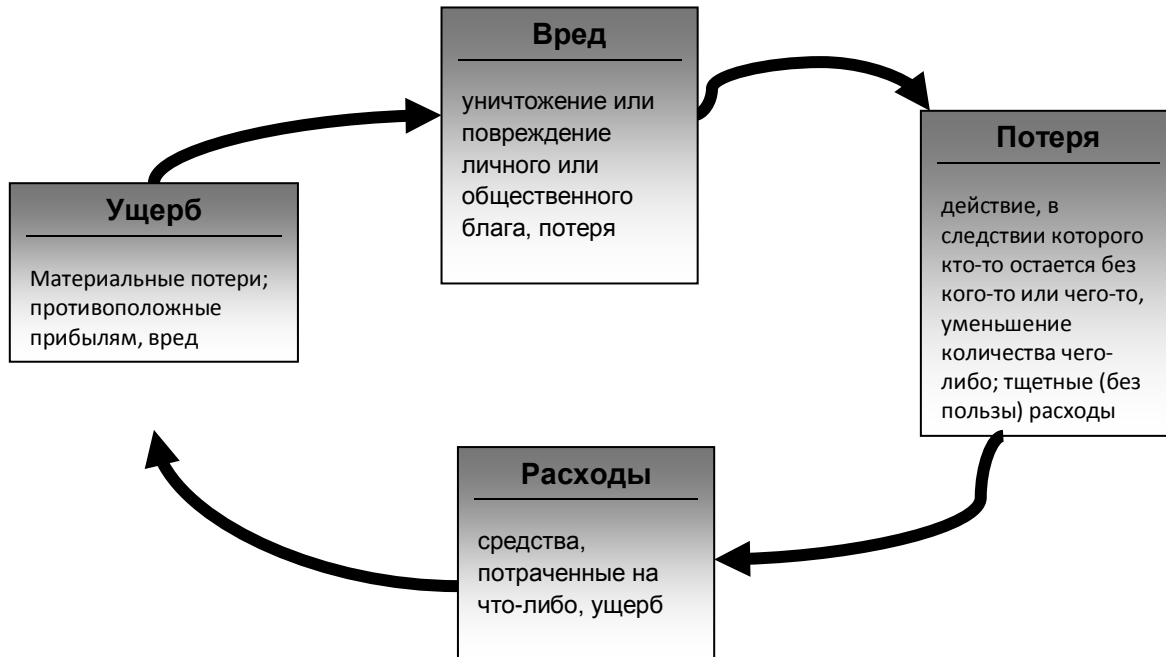 Вред
уничтожение или
повреждение
личного или
общественного
блага, потеря
Потеря
действие, в
следствии которого
кто-то остается без
кого-то или чего-то,
уменьшение
количества чего-
либо; тщетные (без
пользы) расходы
Расходы
средства,
потраченные на
что-либо, ущерб
Ущерб
Материальные потери;
противоположные
прибылям, вред